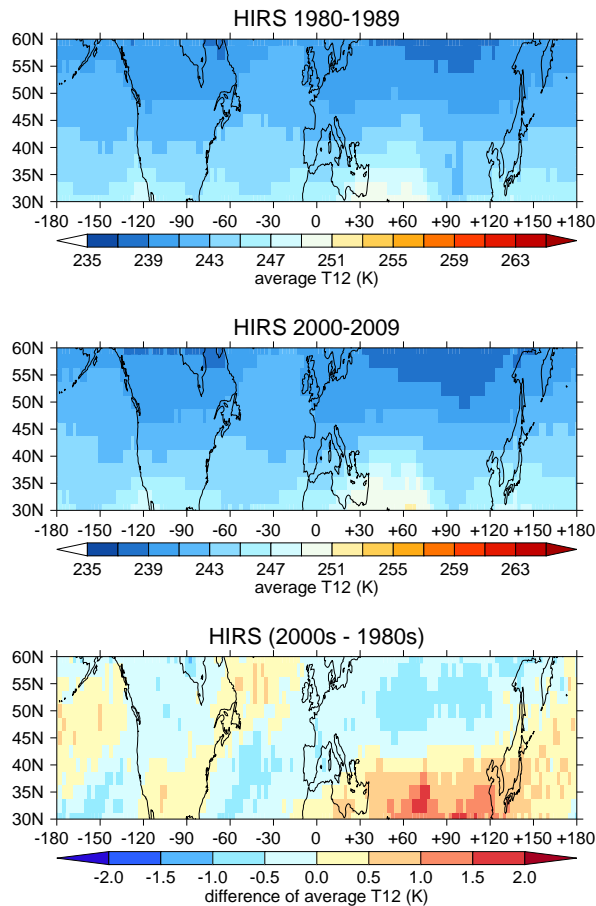 HIRS 1980-1989
60N
55N
50N
45N
40N
35N
30N
-180 -150 -120 -90 -60 -30 0 +30 +60 +90 +120 +150 +180
235 239 243 247 251 255 259 263
average T12 (K)
HIRS 2000-2009
60N
55N
50N
45N
40N
35N
30N
-180 -150 -120 -90 -60 -30 0 +30 +60 +90 +120 +150 +180
235 239 243 247 251 255 259 263
average T12 (K)
HIRS (2000s - 1980s)
60N
55N
50N
45N
40N
35N
30N
-180 -150 -120 -90 -60 -30 0 +30 +60 +90 +120 +150 +180
-2.0 -1.5 -1.0 -0.5 0.0 0.5 1.0 1.5 2.0
difference of average T12 (K)